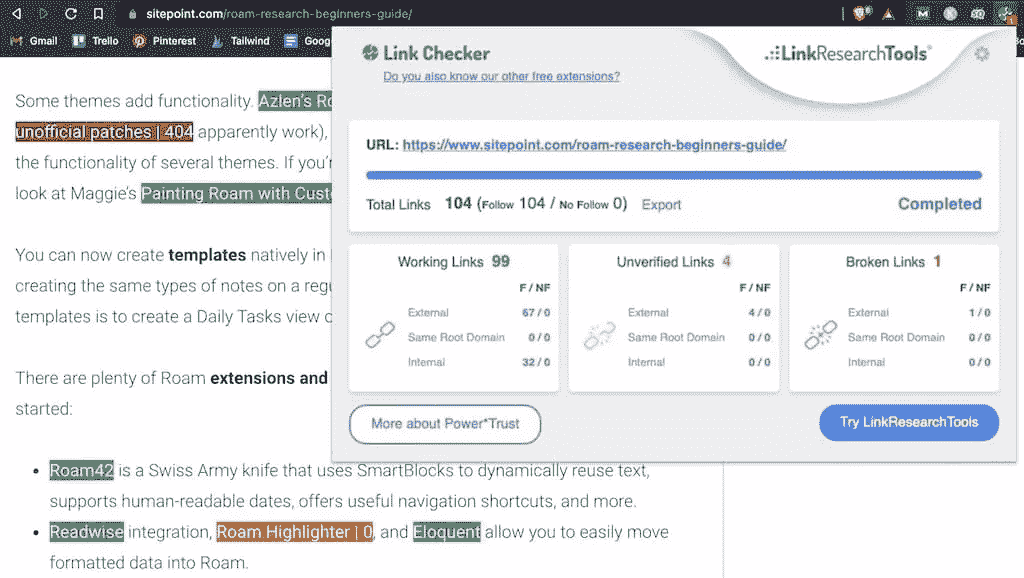 sitepoint.com/roam-research-beginners-guide/
Gmail Trello Pinterest Tailwind Goog
Link Checker
Do you also know our other free extensions?
LinkResearchTools
URL: https://www.sitepoint.com/roam-research-beginners-guide/
Total Links 104 (Follow 104 / No Follow 0) Export Completed
Working Links 99
F / NF
External 67 / 0
Same Root Domain 0 / 0
Internal 32 / 0
Unverified Links 4
F / NF
External 4 / 0
Same Root Domain 0 / 0
Internal 0 / 0
Broken Links 1
F / NF
External 1 / 0
Same Root Domain 0 / 0
Internal 0 / 0
More about Power*Trust
Try LinkResearchTools
Some themes add functionality. Azlen's Ro
unofficial patches | 404 apparently work),
the functionality of several themes. If you'r
look at Maggie's Painting Roam with Custo
You can now create templates natively in
creating the same types of notes on a regu
templates is to create a Daily Tasks view
There are plenty of Roam extensions and
started:
• Roam42 is a Swiss Army knife that uses SmartBlocks to dynamically reuse text,
supports human-readable dates, offers useful navigation shortcuts, and more.
• Readwise integration, Roam Highlighter | 0, and Eloquent allow you to easily move
formatted data into Roam.